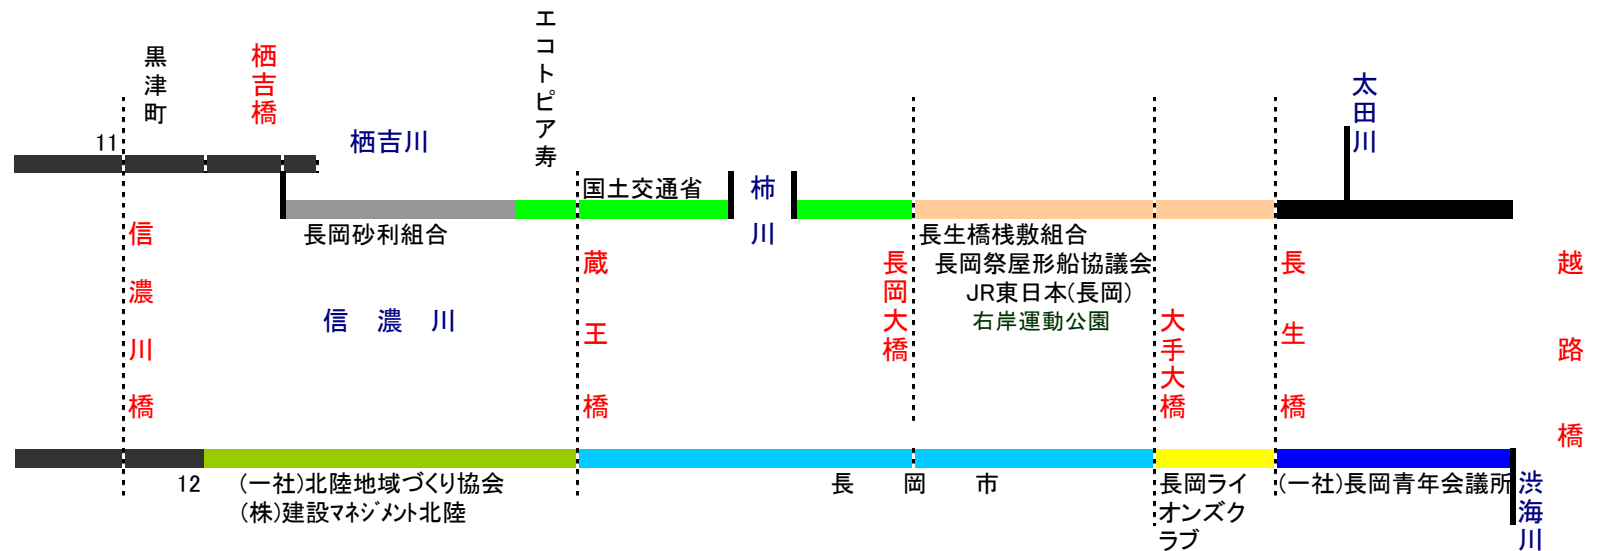 エコトピア寿
黒津町
栖吉橋
太田川
11
栖吉川
国土交通省
柿川
長岡砂利組合
長生橋桟敷組合
長岡祭屋形船協議会
JR東日本(長岡)
右岸運動公園
信濃川橋
信濃川
蔵王橋
長岡大橋
大手大橋
長生橋
越路橋
12
(一社)北陸地域づくり協会
(株)建設マネジメント北陸
長岡市
長岡ライ
オンズク
ラブ
(一社)長岡青年会議所
渋海川